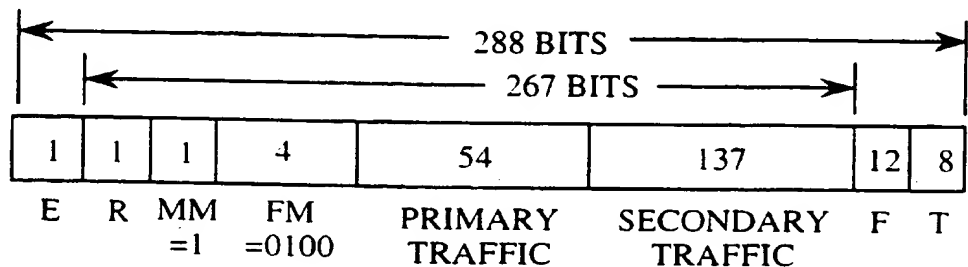 288 BITS
267 BITS
1 1 1 4 54 137 12 8
E R MM FM PRIMARY SECONDARY F T
=1 =0100 TRAFFIC TRAFFIC